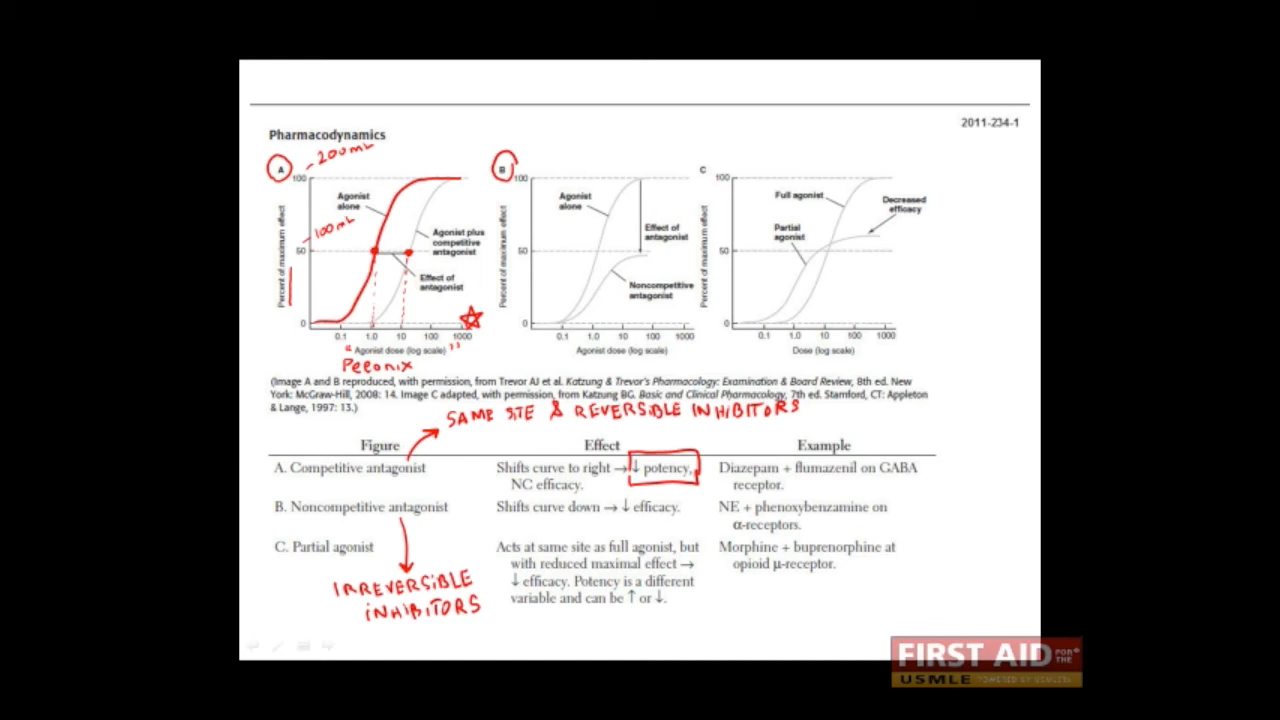 2011-234-1
Pharmacodynamics
A
- 200 mL
100
Agonist
alone
- 100 mL
Agonist plus
competitive
antagonist
50
Effect of
antagonist
Percent of maximum effect
0
0.1 1.0 10 100 1000
" Agonist dose (log scale) "
B
100
Agonist
alone
Effect of
antagonist
50
Noncompetitive
antagonist
Percent of maximum effect
0
0.1 1.0 10 100 1000
Agonist dose (log scale)
C
100
Full agonist
Decreased
efficacy
Partial
agonist
50
Percent of maximum effect
0
0.1 1.0 10 100 1000
Dose (log scale)
(Image A and B reproduced, with permission, from Trevor AJ et al. Katzung & Trevor's Pharmacology: Examination & Board Review, 8th ed. New
York: McGraw-Hill, 2008: 14. Image C adapted, with permission, from Katzung BG. Basic and Clinical Pharmacology, 7th ed. Stamford, CT: Appleton
& Lange, 1997: 13.)
SAME SITE & REVERSIBLE INHIBITORS
Figure Effect Example
A. Competitive antagonist Shifts curve to right → ↓ potency, Diazepam + flumazenil on GABA
NC efficacy. receptor.
B. Noncompetitive antagonist Shifts curve down → ↓ efficacy. NE + phenoxybenzamine on
α-receptors.
C. Partial agonist Acts at same site as full agonist, but Morphine + buprenorphine at
with reduced maximal effect → opioid μ-receptor.
↓ efficacy. Potency is a different
variable and can be ↑ or ↓.
IRREVERSIBLE
INHIBITORS
FIRST AID FOR THE®
USMLE